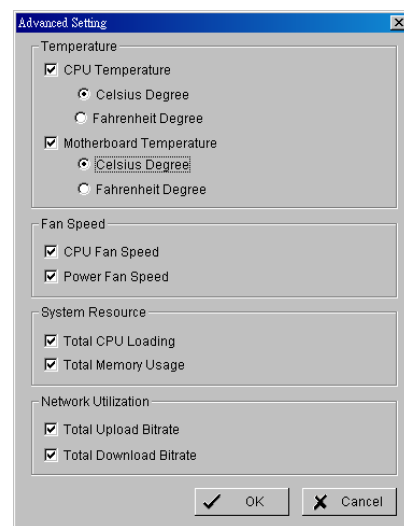 Advanced Setting
Temperature
CPU Temperature
Celsius Degree
Fahrenheit Degree
Motherboard Temperature
Celsius Degree
Fahrenheit Degree
Fan Speed
CPU Fan Speed
Power Fan Speed
System Resource
Total CPU Loading
Total Memory Usage
Network Utilization
Total Upload Bitrate
Total Download Bitrate
OK
Cancel